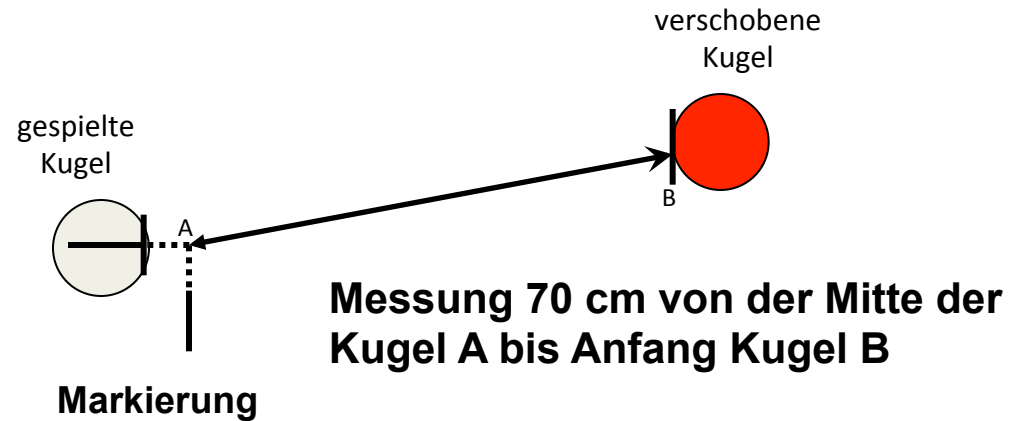 verschobene
Kugel
gespielte
Kugel
A
B
Messung 70 cm von der Mitte der
Kugel A bis Anfang Kugel B
Markierung